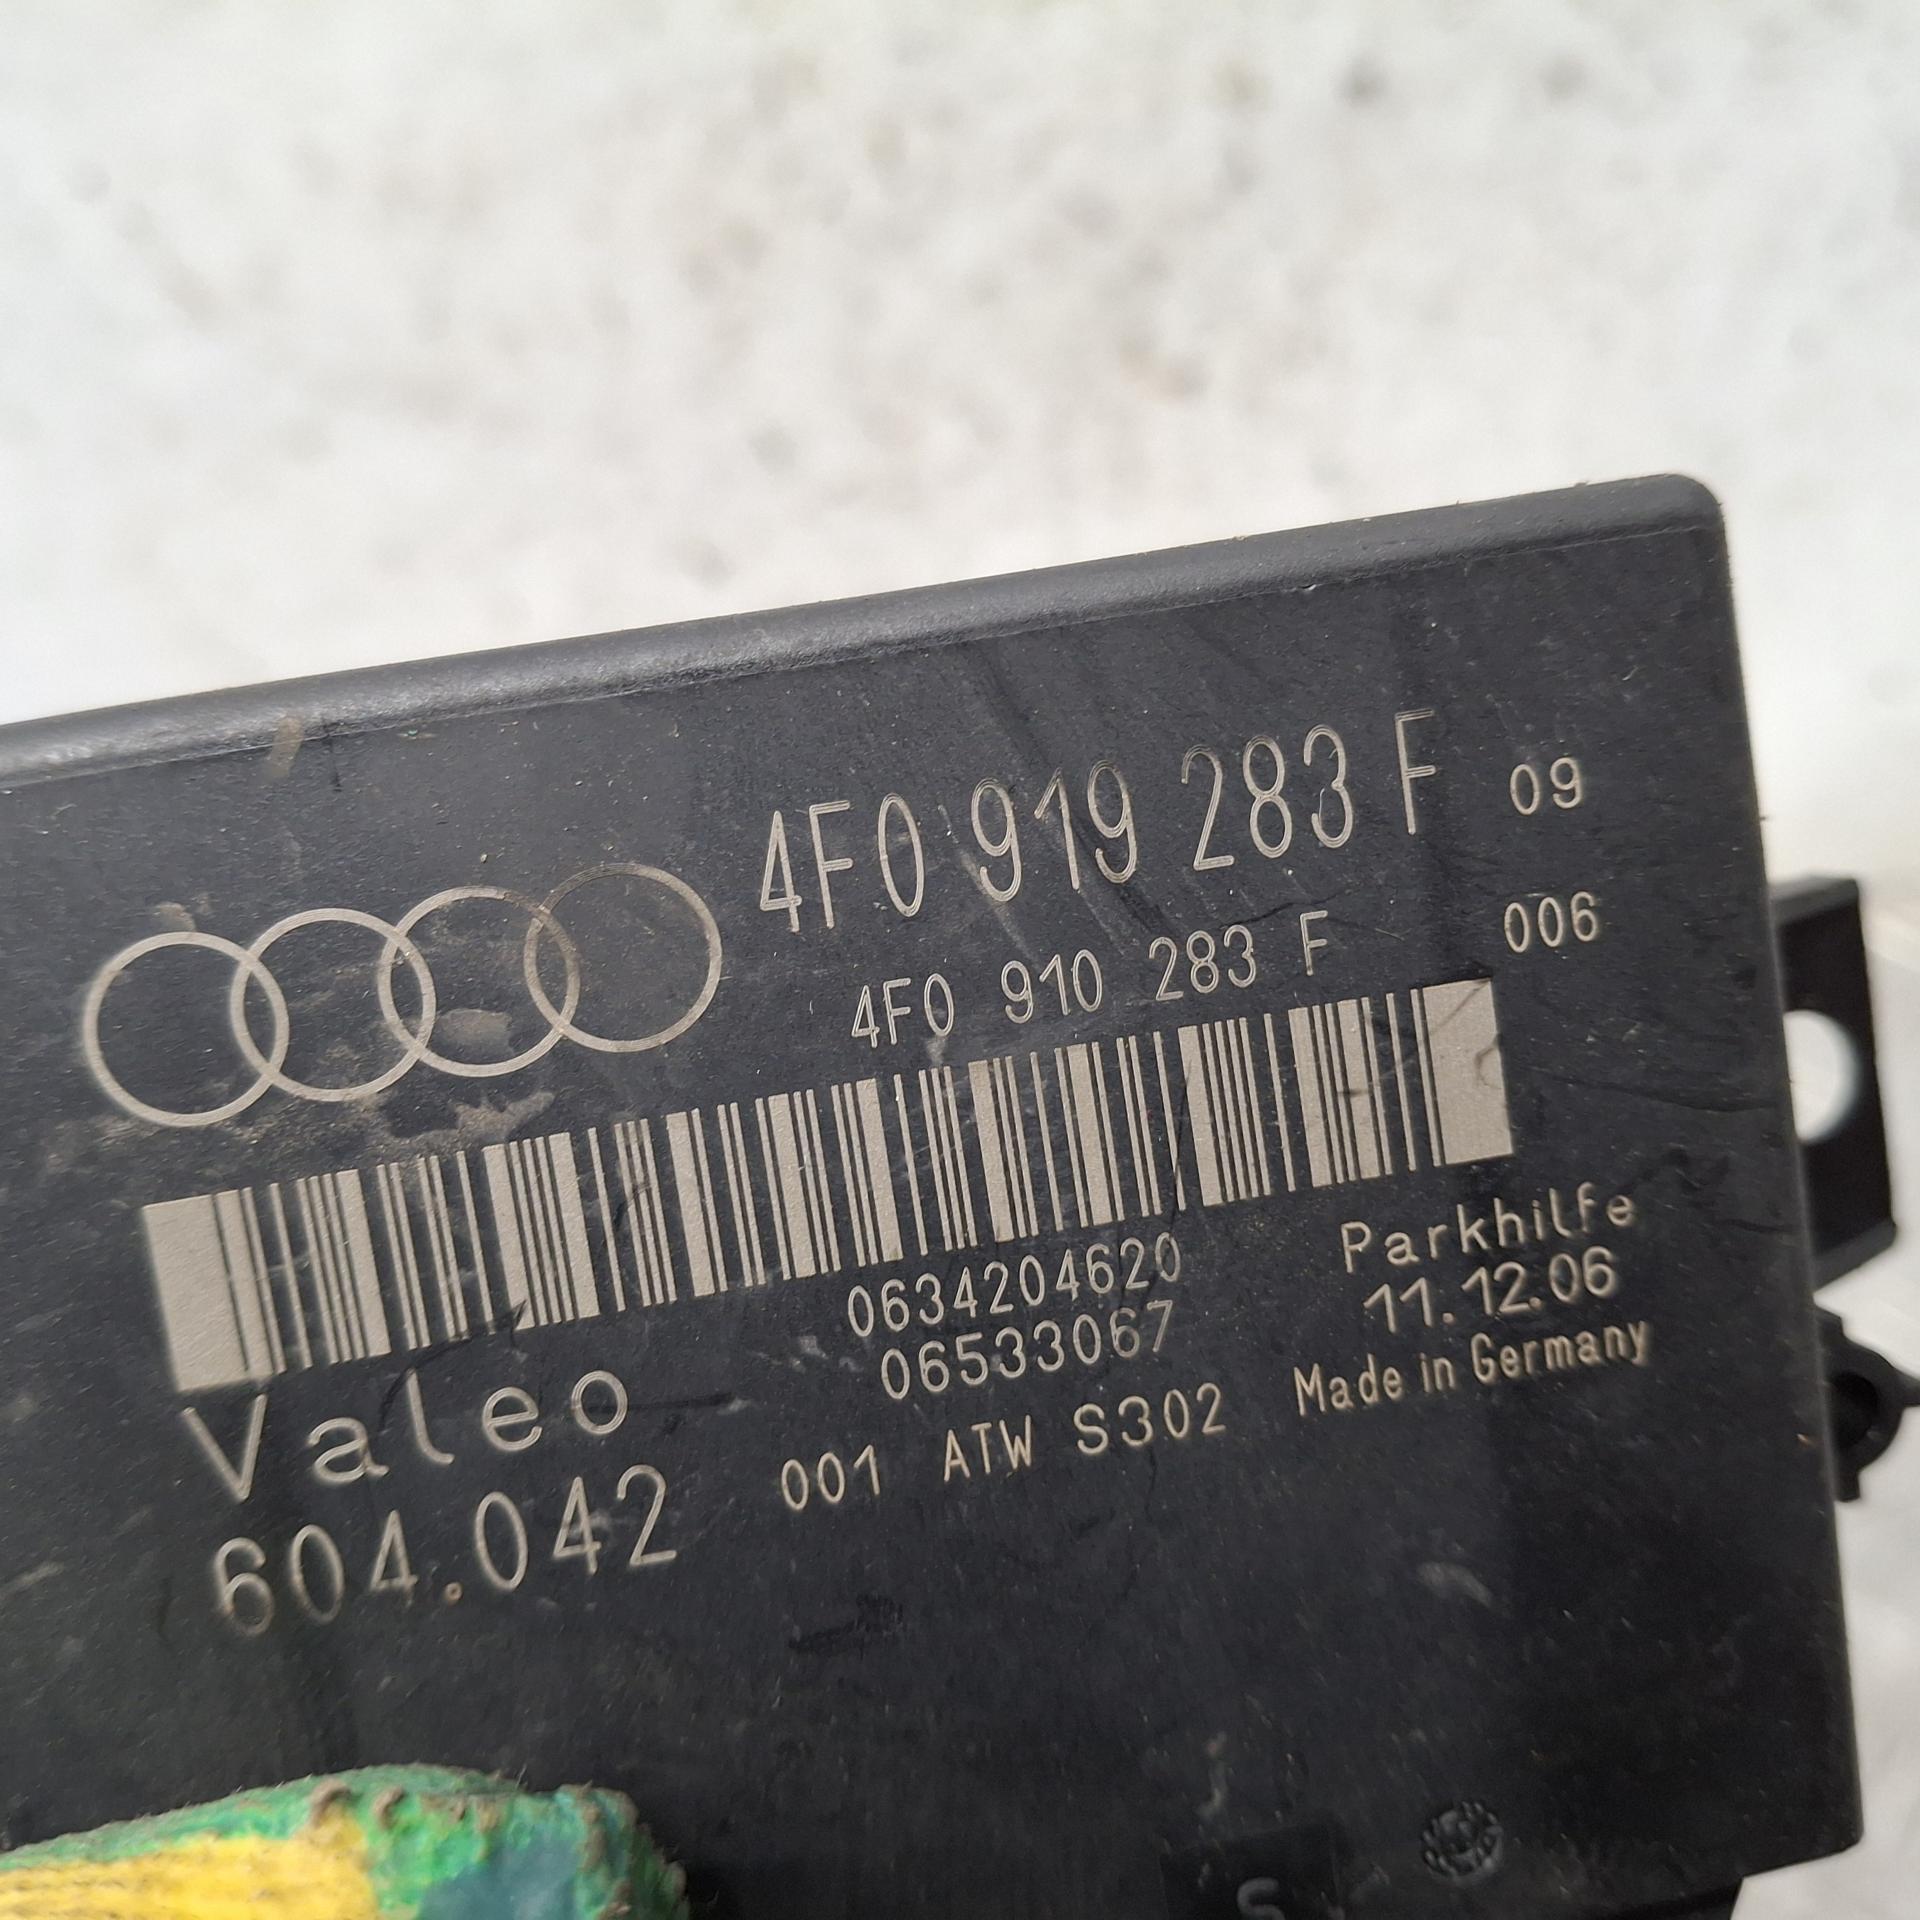 4F0 919 283 F 09
4F0 910 283 F 006
0634204620
06533067
Parkhilfe
11.12.06
Made in Germany
Valeo
604.042
001 ATW S302
S